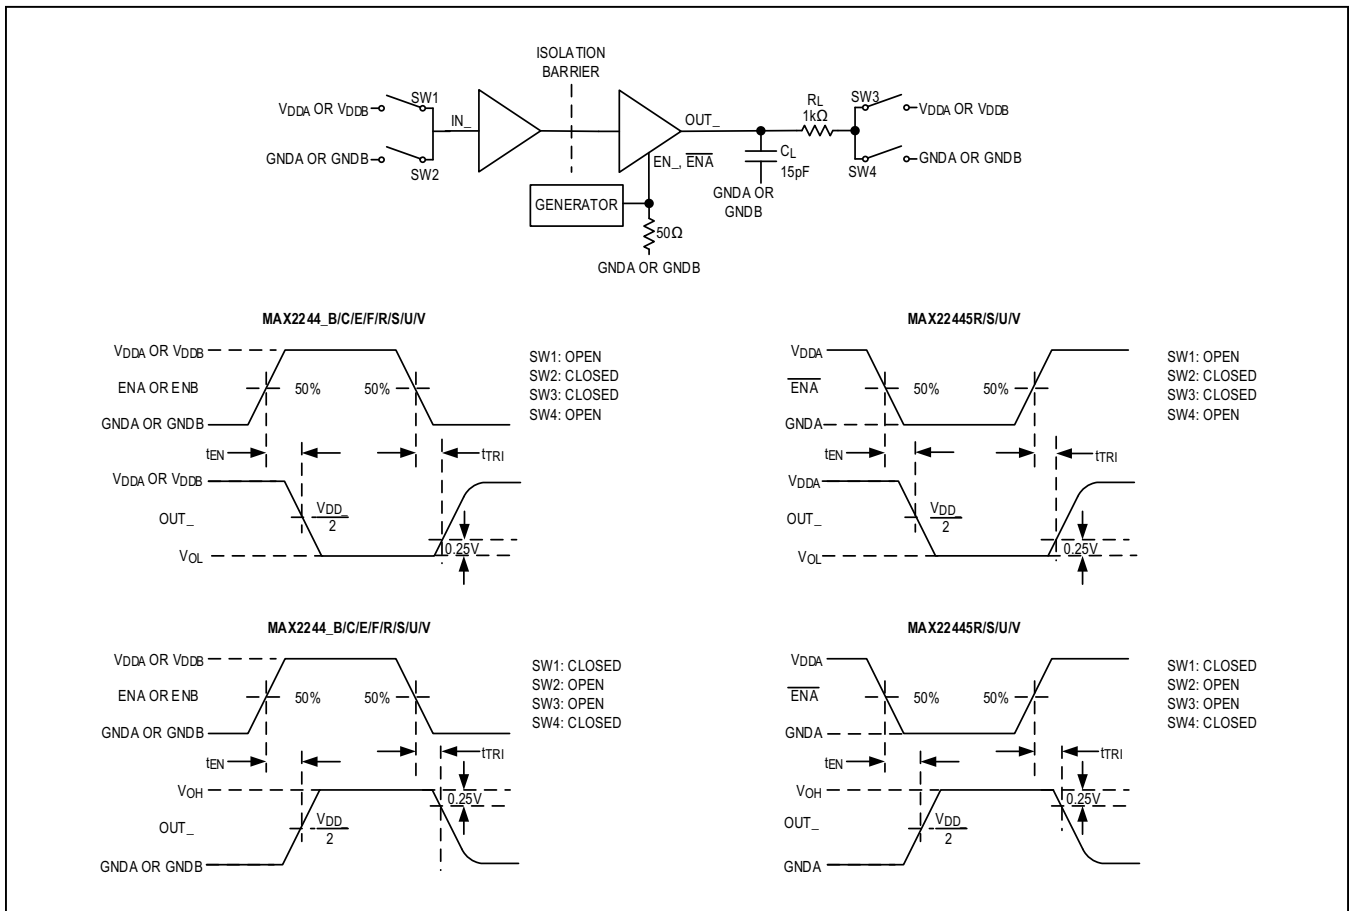 ISOLATION
BARRIER
VDDA OR VDDB
SW1
IN_
OUT_
RL
1kΩ
SW3
VDDA OR VDDB
GNDA OR GNDB
SW2
EN_, E̅N̅A̅
CL
15pF
SW4
GNDA OR GNDB
GENERATOR
GNDA OR
GNDB
50Ω
GNDA OR GNDB
MAX2244_B/C/E/F/R/S/U/V
VDDA OR VDDB
ENA OR ENB
50%
50%
GNDA OR GNDB
SW1: OPEN
SW2: CLOSED
SW3: CLOSED
SW4: OPEN
tEN
tTRI
VDDA OR VDDB
OUT_
VDD_
2
VOL
0.25V
MAX22445R/S/U/V
VDDA
E̅N̅A̅
50%
50%
GNDA
SW1: OPEN
SW2: CLOSED
SW3: CLOSED
SW4: OPEN
tEN
tTRI
VDDA
OUT_
VDD_
2
VOL
0.25V
MAX2244_B/C/E/F/R/S/U/V
VDDA OR VDDB
ENA OR ENB
50%
50%
GNDA OR GNDB
SW1: CLOSED
SW2: OPEN
SW3: OPEN
SW4: CLOSED
tEN
tTRI
VOH
0.25V
OUT_
VDD_
2
GNDA OR GNDB
MAX22445R/S/U/V
VDDA
E̅N̅A̅
50%
50%
GNDA
SW1: CLOSED
SW2: OPEN
SW3: OPEN
SW4: CLOSED
tEN
tTRI
VOH
0.25V
OUT_
VDD_
2
GNDA